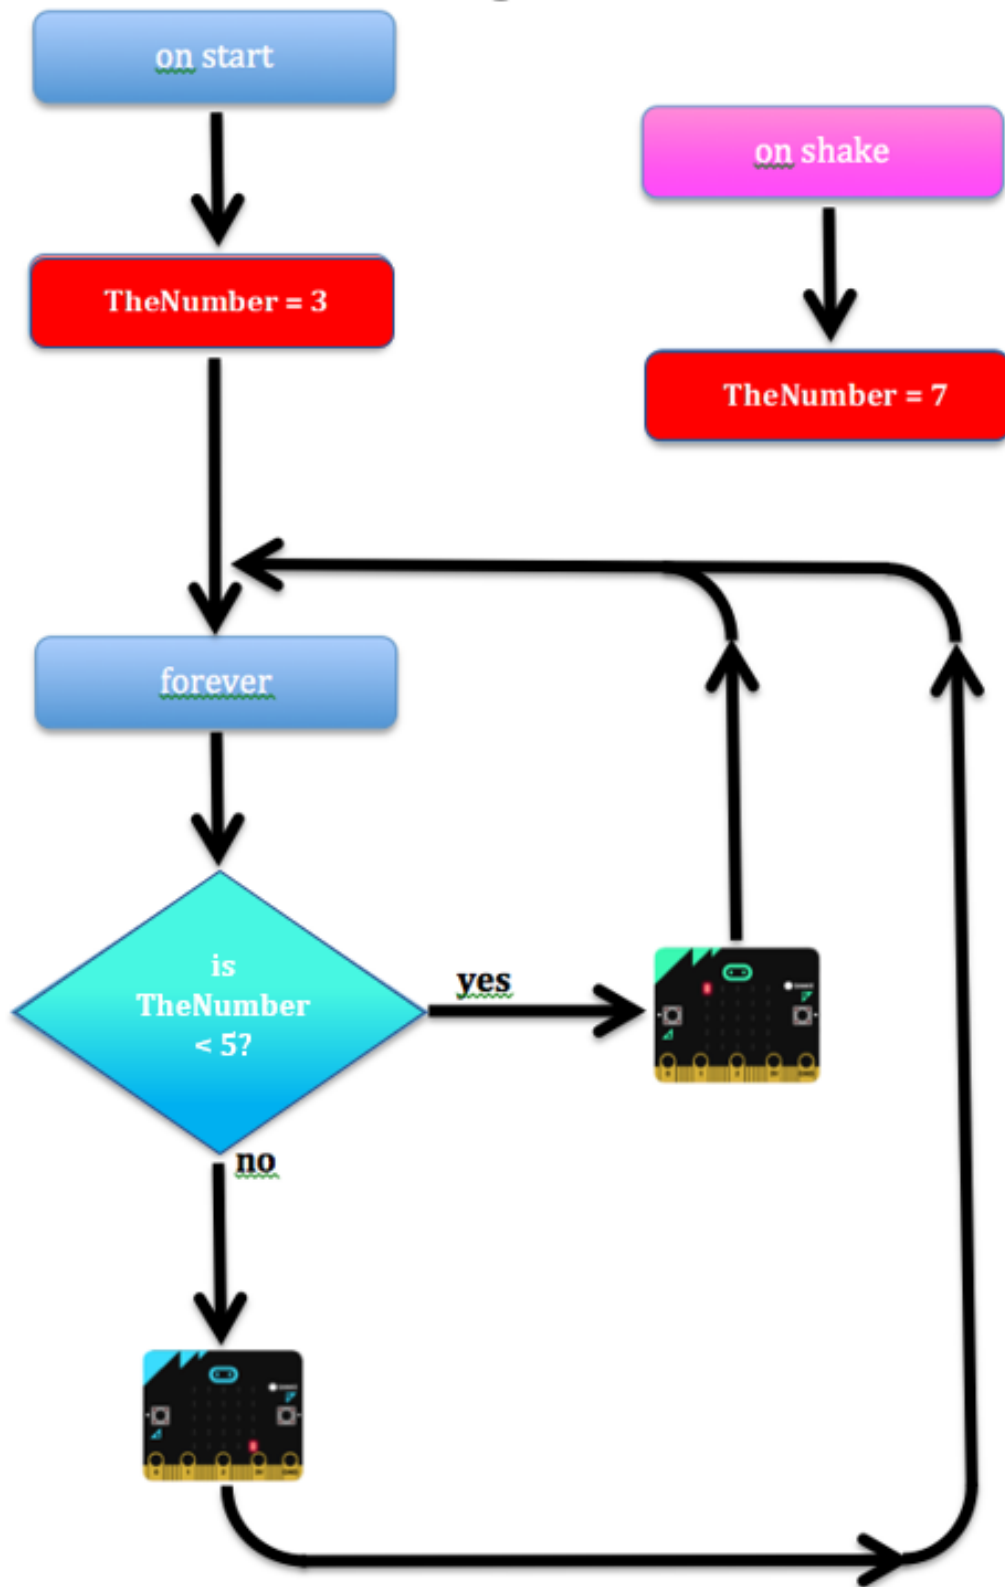 on start
on shake
TheNumber = 3
TheNumber = 7
forever
is
TheNumber
< 5?
yes
no